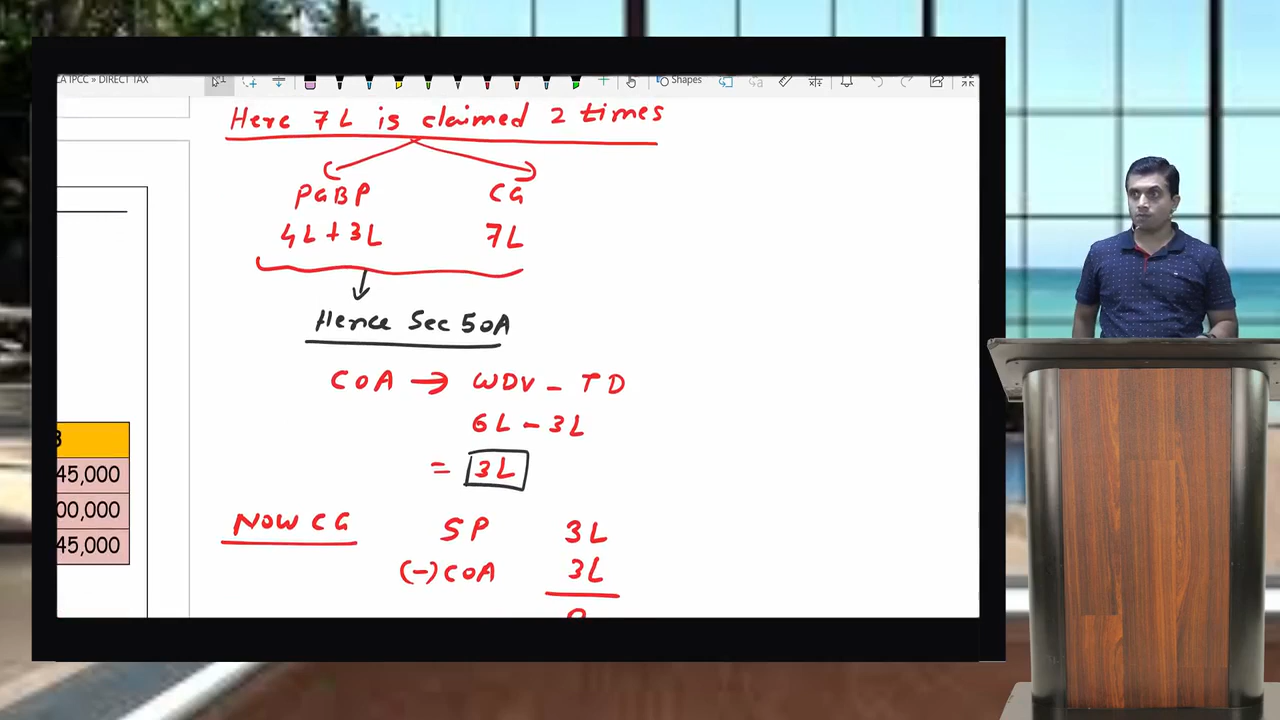 CA IPCC » DIRECT TAX
Shapes
Here 7L is claimed 2 times
PGBP CG
4L + 3L 7L
Hence Sec 50A
COA → WDV - TD
6L - 3L
= 3L
NOW CG SP 3L
(-) COA 3L
45,000
00,000
45,000